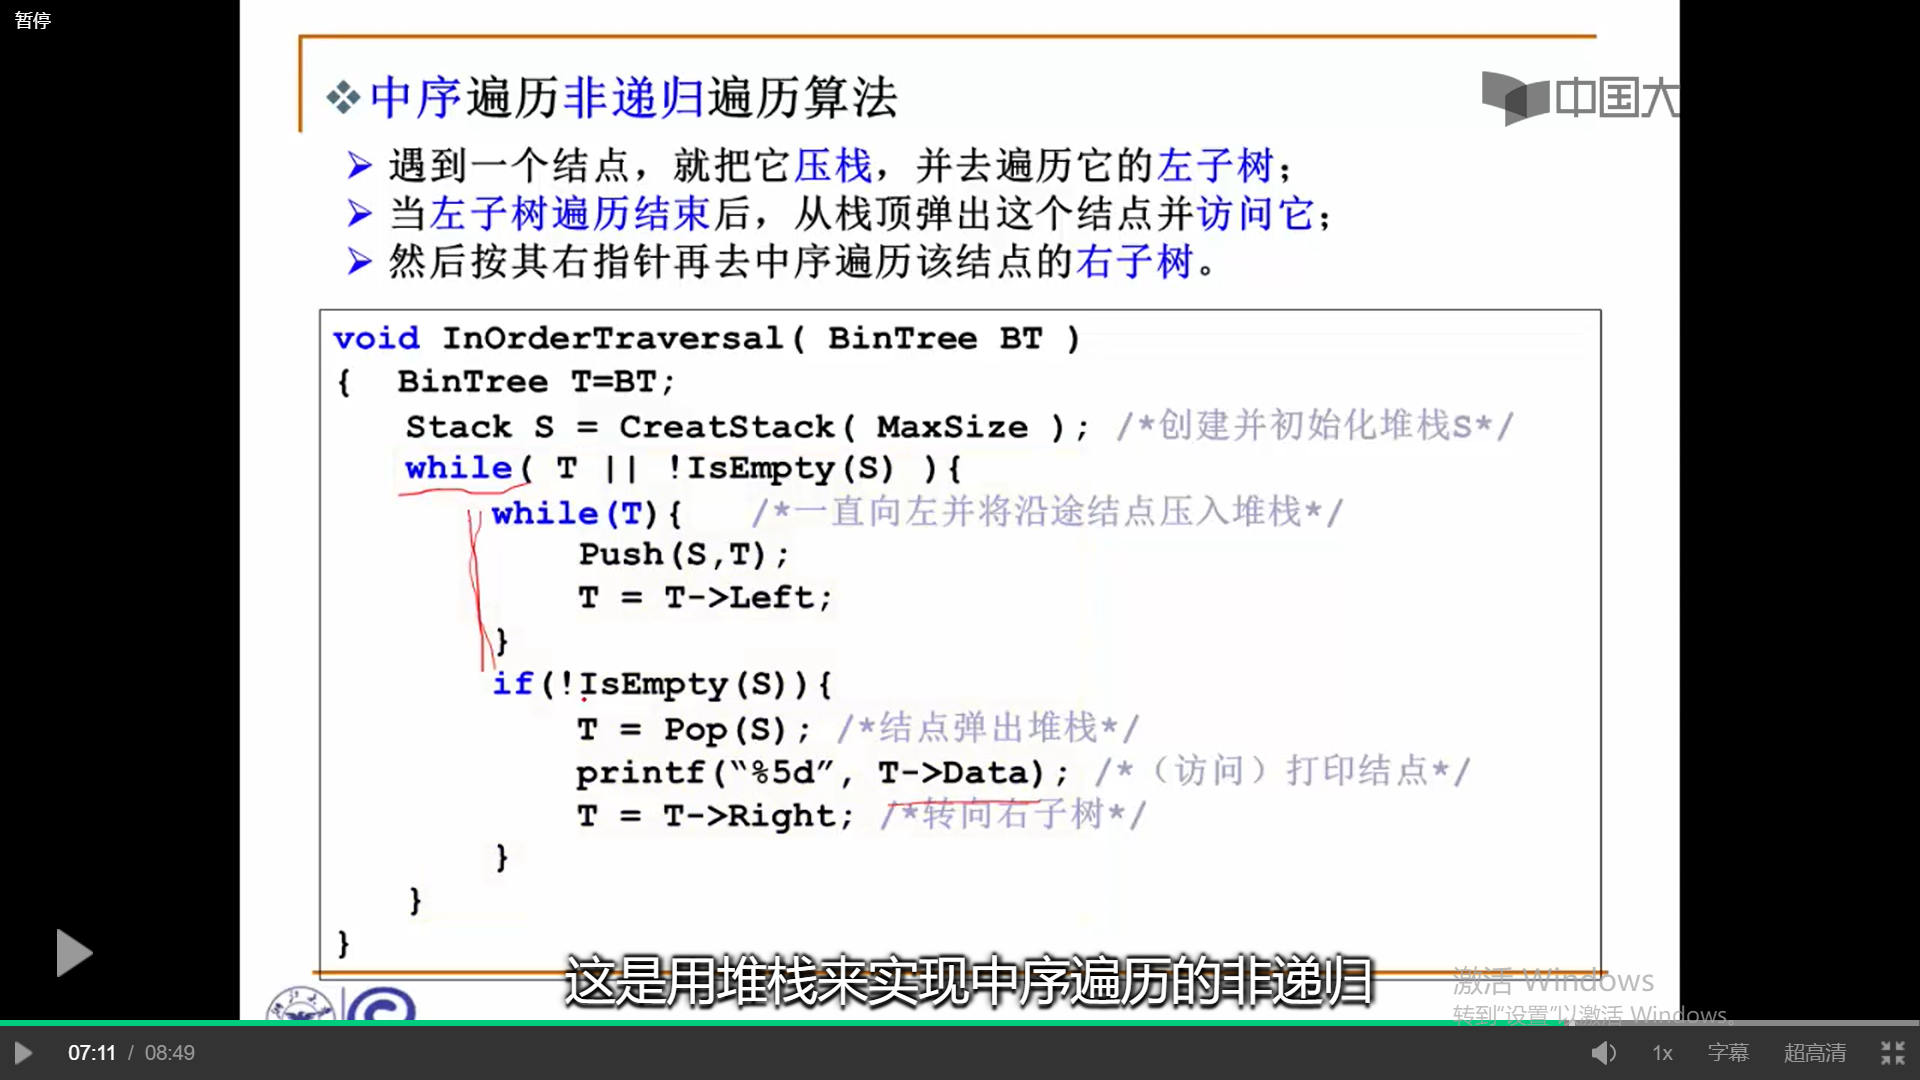 暂停
中序遍历非递归遍历算法
中国大
遇到一个结点，就把它压栈，并去遍历它的左子树；
当左子树遍历结束后，从栈顶弹出这个结点并访问它；
然后按其右指针再去中序遍历该结点的右子树。
void InOrderTraversal( BinTree BT )
{ BinTree T=BT;
Stack S = CreatStack( MaxSize ); /*创建并初始化堆栈S*/
while( T || !IsEmpty(S) ){
while(T){ /*一直向左并将沿途结点压入堆栈*/
Push(S,T);
T = T->Left;
}
if(!IsEmpty(S)){
T = Pop(S); /*结点弹出堆栈*/
printf(“%5d”, T->Data); /*（访问）打印结点*/
T = T->Right; /*转向右子树*/
}
}
}
这是用堆栈来实现中序遍历的非递归
激活 Windows
转到“设置”以激活 Windows。
07:11 / 08:49
1x 字幕 超高清